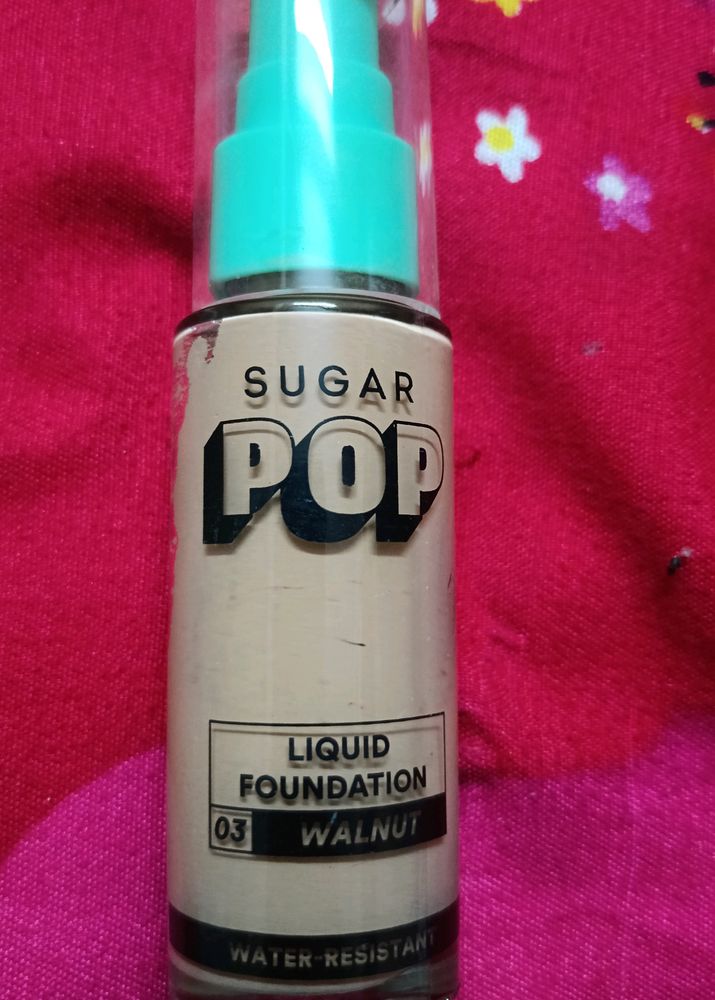 SUGAR
POP
LIQUID
FOUNDATION
03 WALNUT
WATER-RESISTANT